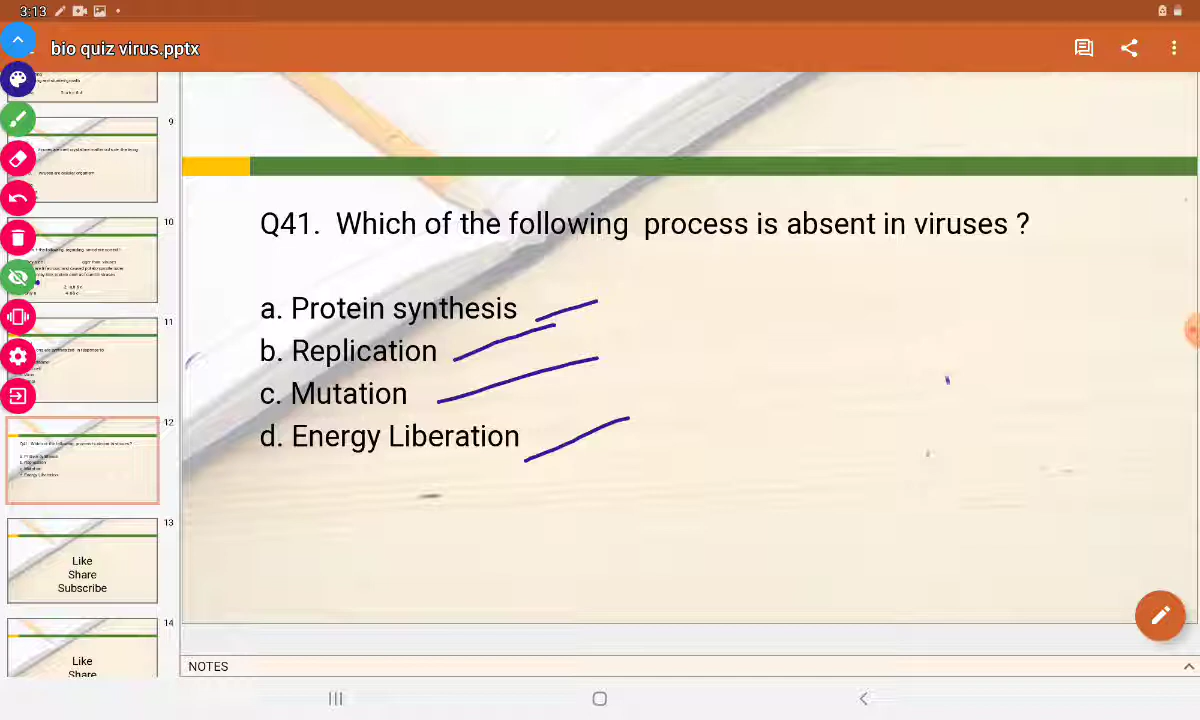 3:13
bio quiz virus.pptx
9
10
11
12
13
14
Q41. Which of the following process is absent in viruses ?
a. Protein synthesis
b. Replication
c. Mutation
d. Energy Liberation
Like
Share
Subscribe
Like
Share
NOTES